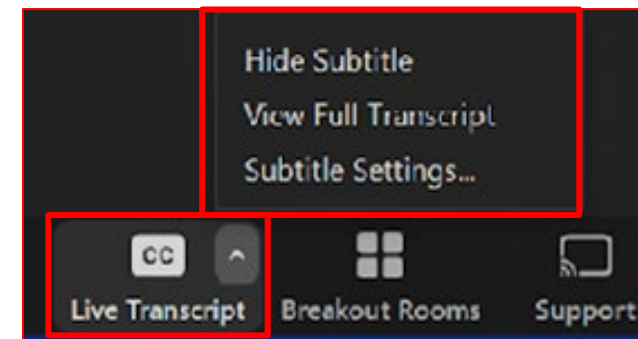 Hide Subtitle
View Full Transcript
Subtitle Settings...
CC
Live Transcript Breakout Rooms Support